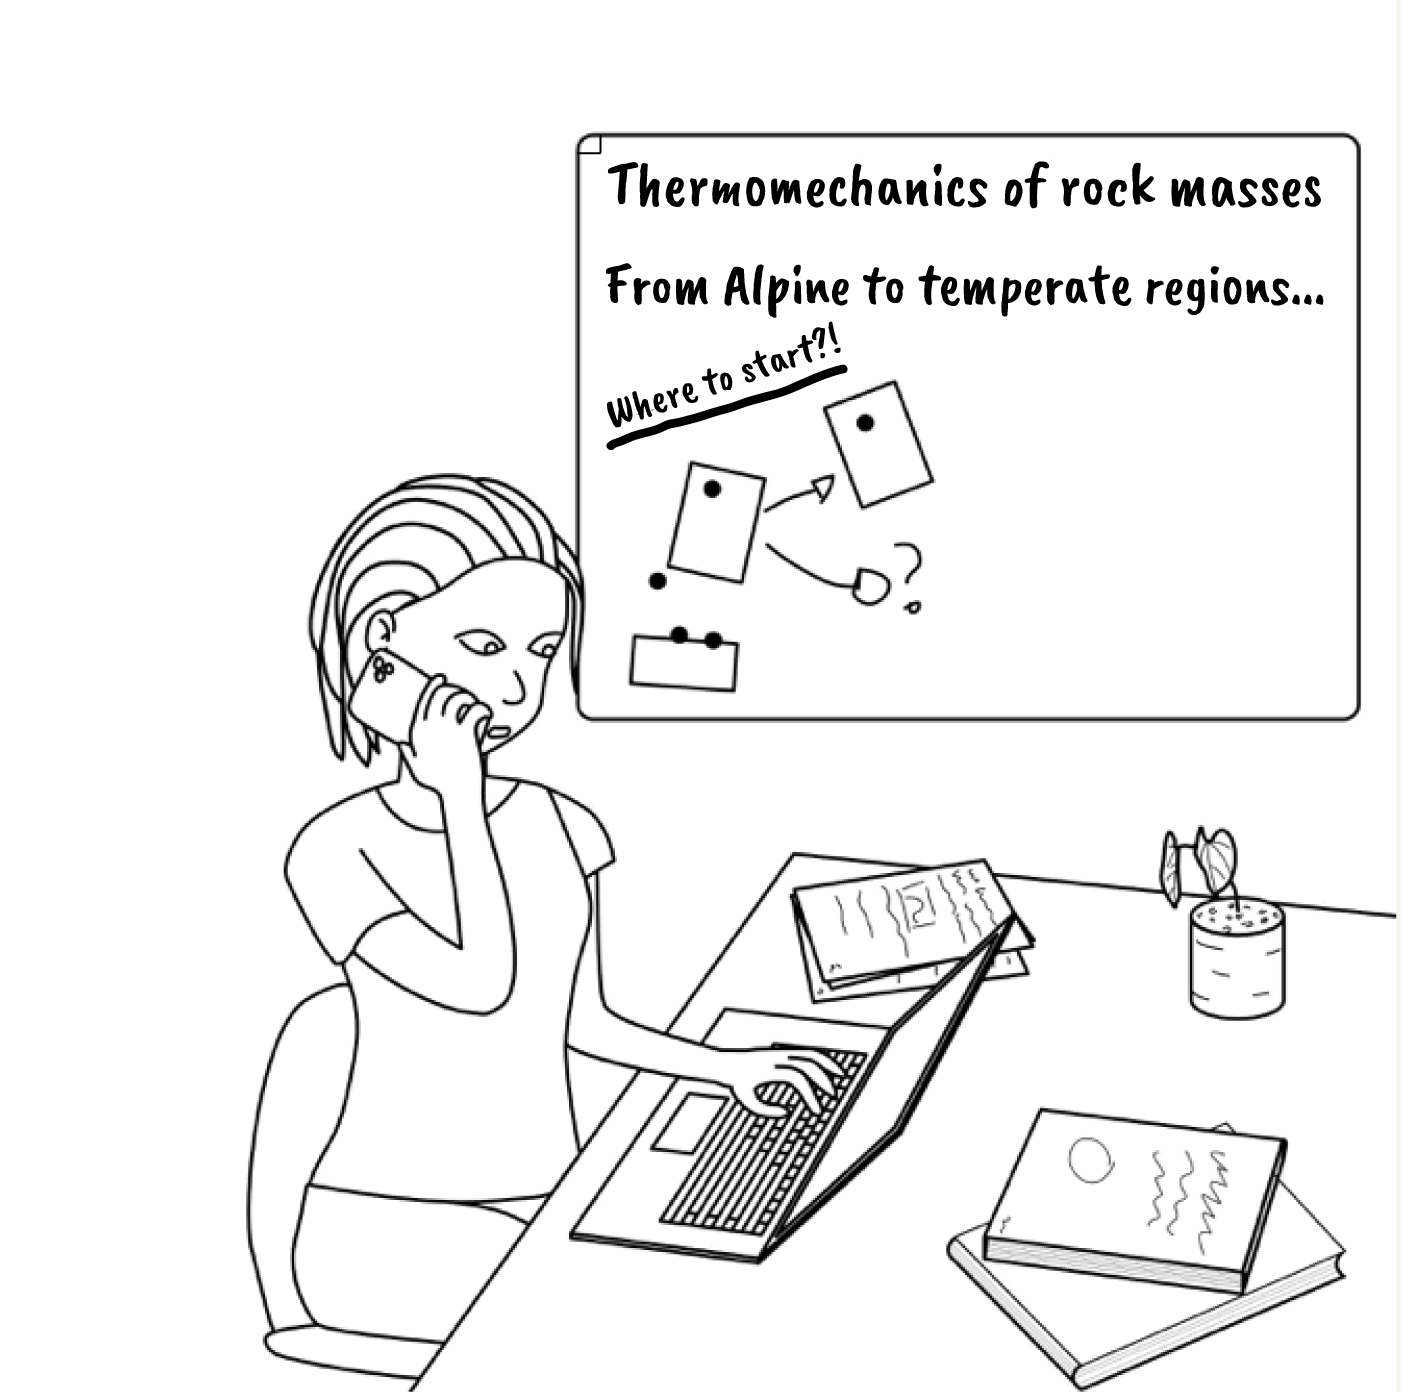 Thermomechanics of rock masses
From Alpine to temperate regions...
Where to start?!
?